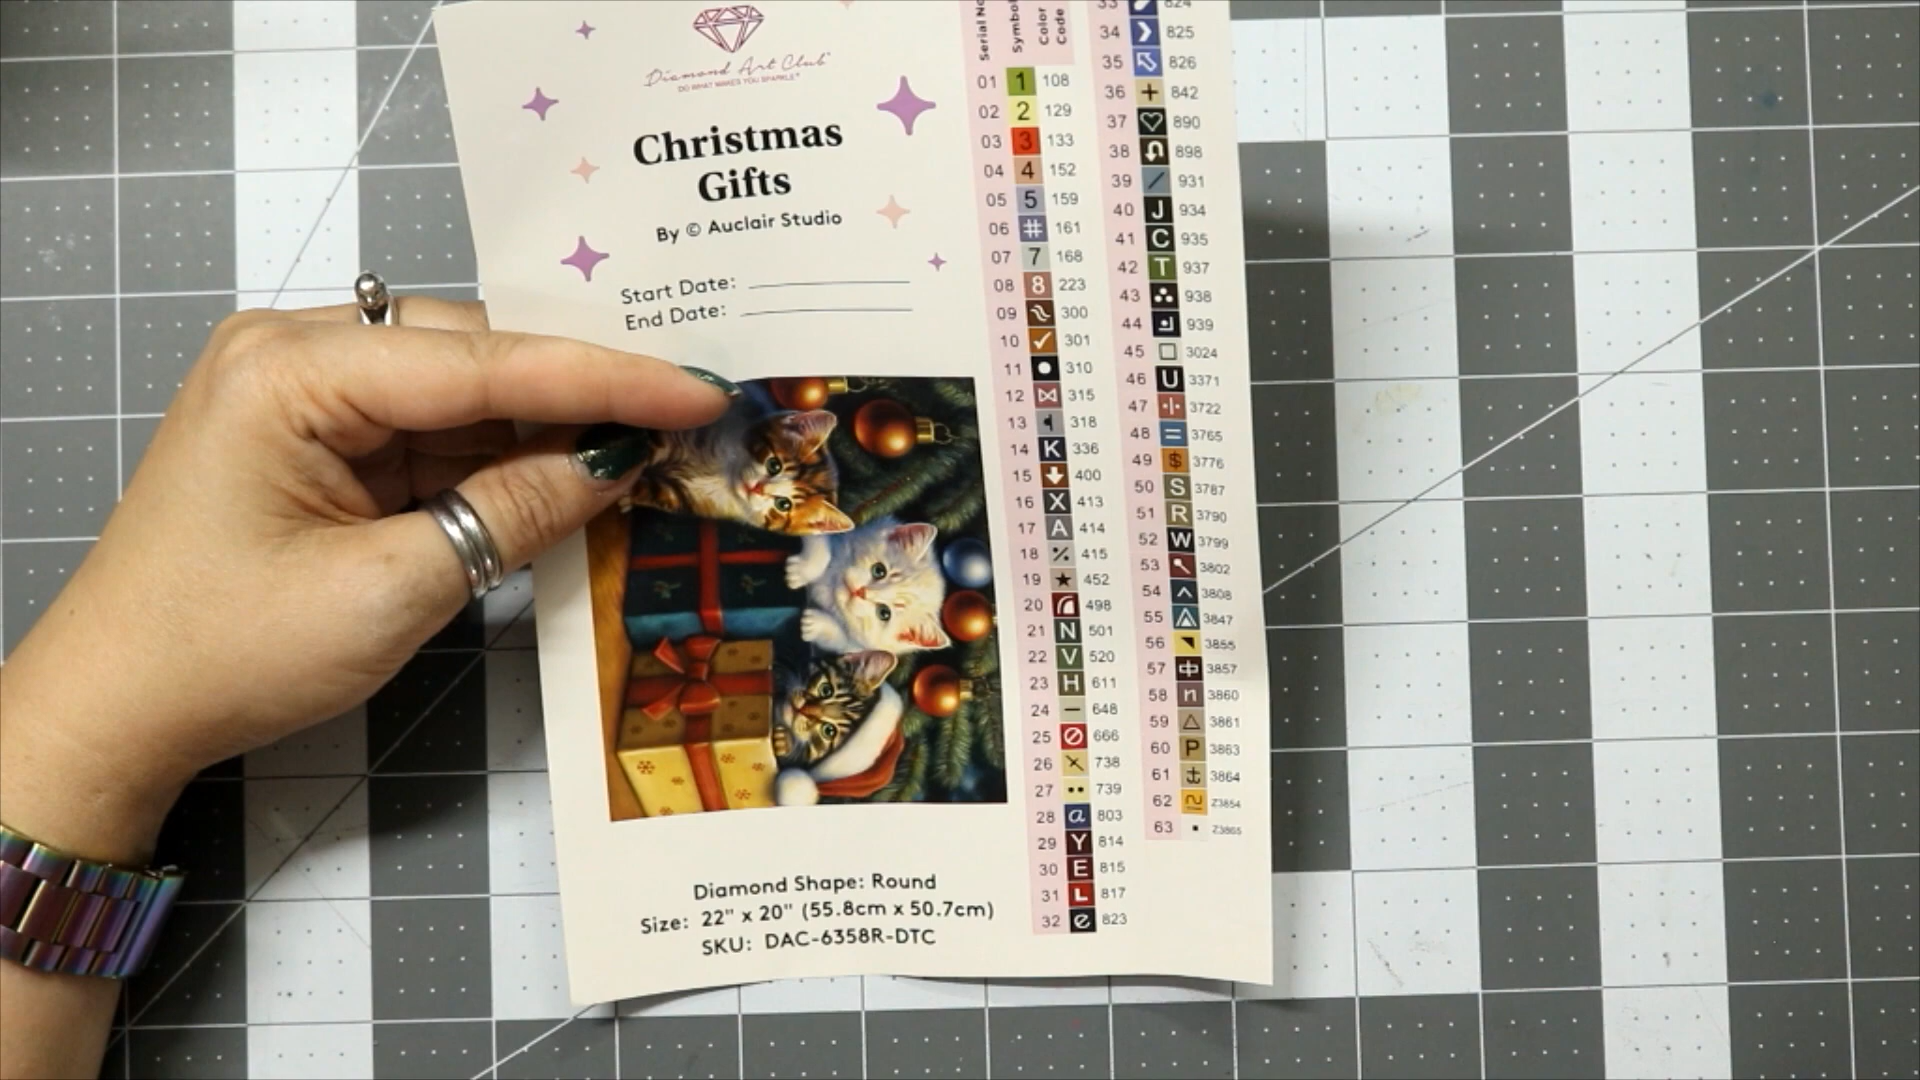 Diamond Art Club
DO WHAT MAKES YOU SPARKLE
Christmas
Gifts
By © Auclair Studio
Start Date:
End Date:
Diamond Shape: Round
Size: 22" x 20" (55.8cm x 50.7cm)
SKU: DAC-6358R-DTC
Serial No Symbol Color Code
01 1 108
02 2 129
03 3 133
04 4 152
05 5 159
06 # 161
07 7 168
08 8 223
09 300
10 ✓ 301
11 ● 310
12 ⋈ 315
13 318
14 K 336
15 ⬇ 400
16 X 413
17 A 414
18 ٪ 415
19 ★ 452
20 498
21 N 501
22 V 520
23 H 611
24 — 648
25 ⊘ 666
26 738
27 •• 739
28 a 803
29 Y 814
30 E 815
31 L 817
32 e 823
33 824
34 ❯ 825
35 826
36 + 842
37 ♡ 890
38 898
39 / 931
40 J 934
41 C 935
42 T 937
43 ∴ 938
44 939
45 □ 3024
46 U 3371
47 ·|· 3722
48 = 3765
49 $ 3776
50 S 3787
51 R 3790
52 W 3799
53 3802
54 ^ 3808
55 3847
56 ◥ 3855
57 中 3857
58 n 3860
59 △ 3861
60 P 3863
61 ⚓ 3864
62 Z3854
63 ▪ Z3865